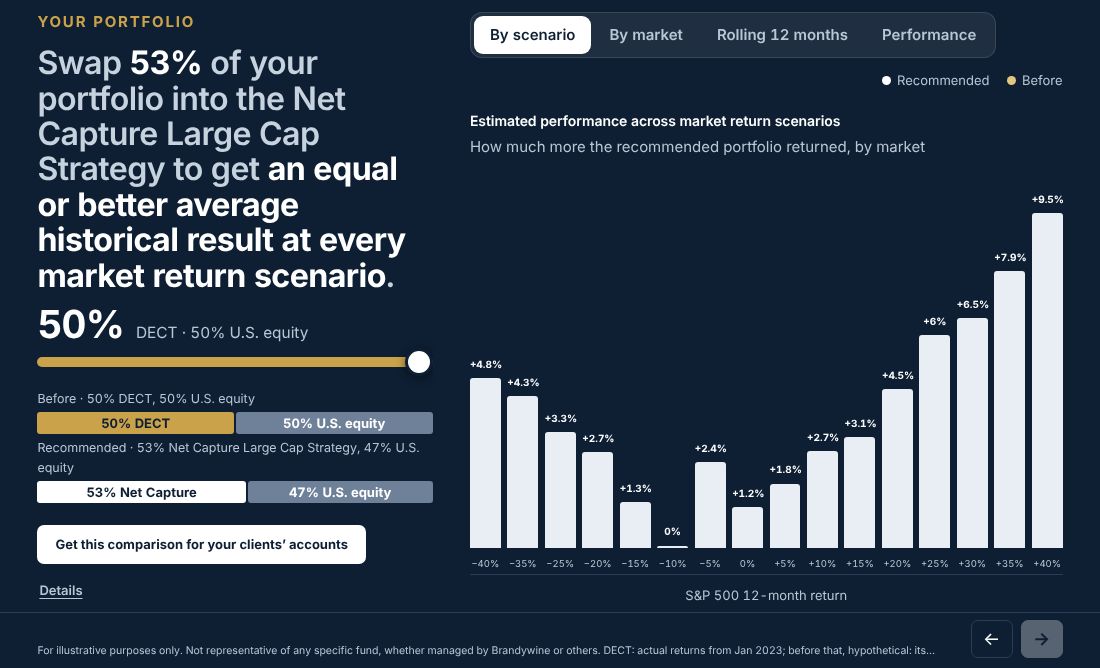 YOUR PORTFOLIO
Swap 53% of your
portfolio into the Net
Capture Large Cap
Strategy to get an equal
or better average
historical result at every
market return scenario.
50% DECT · 50% U.S. equity
Before · 50% DECT, 50% U.S. equity
50% DECT 50% U.S. equity
Recommended · 53% Net Capture Large Cap Strategy, 47% U.S.
equity
53% Net Capture 47% U.S. equity
Get this comparison for your clients’ accounts
Details
By scenario By market Rolling 12 months Performance
Recommended Before
Estimated performance across market return scenarios
How much more the recommended portfolio returned, by market
+4.8% +4.3% +3.3% +2.7% +1.3% 0% +2.4% +1.2% +1.8% +2.7% +3.1% +4.5% +6% +6.5% +7.9% +9.5%
−40% −35% −25% −20% −15% −10% −5% 0% +5% +10% +15% +20% +25% +30% +35% +40%
S&P 500 12-month return
For illustrative purposes only. Not representative of any specific fund, whether managed by Brandywine or others. DECT: actual returns from Jan 2023; before that, hypothetical: its…